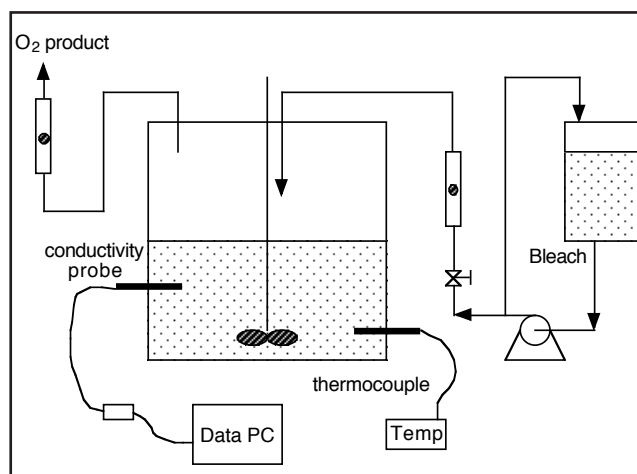 O₂ product
conductivity
probe
Bleach
thermocouple
Data PC
Temp